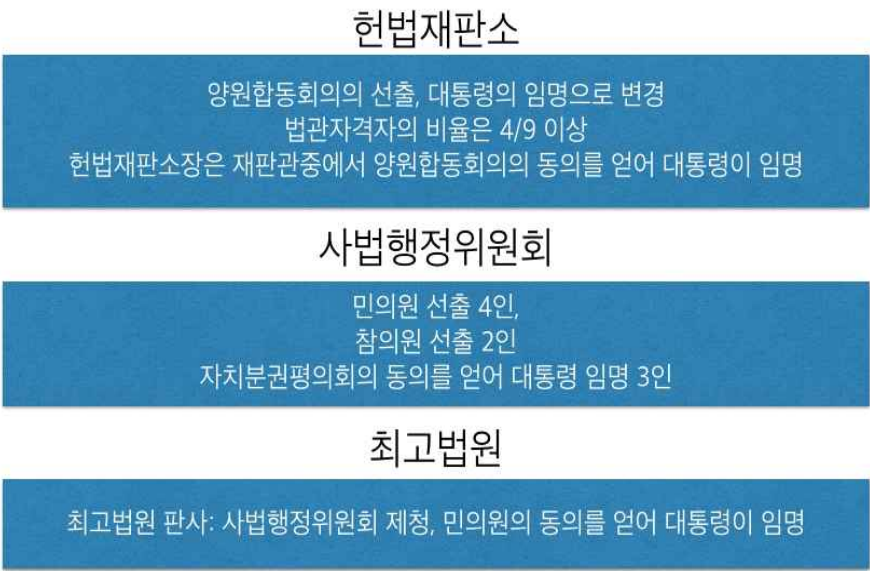 헌법재판소
양원합동회의의 선출, 대통령의 임명으로 변경
법관자격자의 비율은 4/9 이상
헌법재판소장은 재판관중에서 양원합동회의의 동의를 얻어 대통령이 임명
사법행정위원회
민의원 선출 4인,
참의원 선출 2인
자치분권평의회의 동의를 얻어 대통령 임명 3인
최고법원
최고법원 판사: 사법행정위원회 제청, 민의원의 동의를 얻어 대통령이 임명